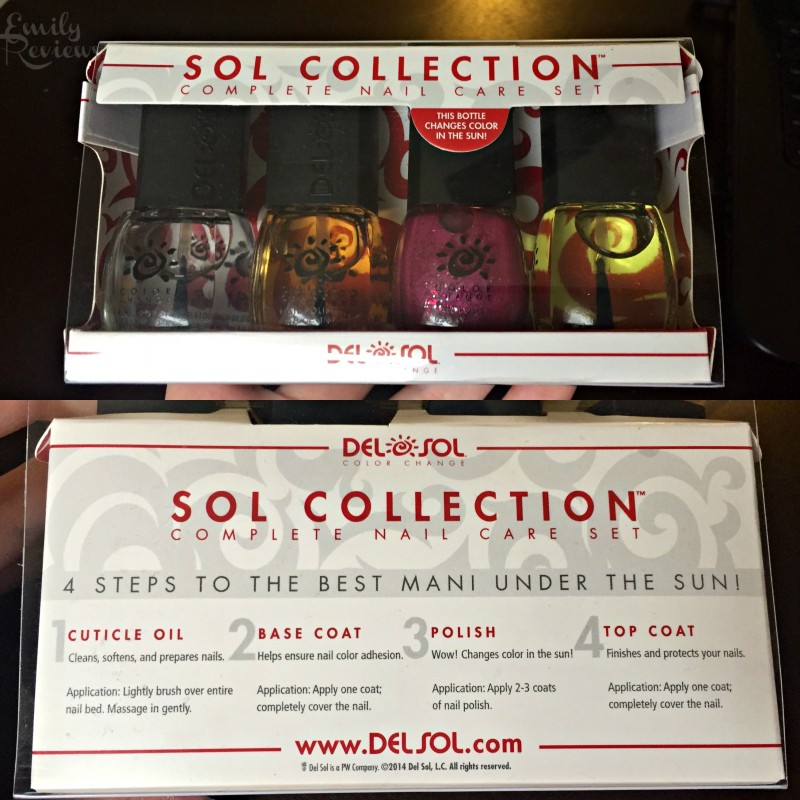 Emily
Reviews
SOL COLLECTION™
COMPLETE NAIL CARE SET
THIS BOTTLE
CHANGES COLOR
IN THE SUN!
DEL SOL
COLOR
COLOR
CHANGE
DEL SOL
NGE
DEL SOL
COLOR CHANGE
SOL COLLECTION™
COMPLETE NAIL CARE SET
4 STEPS TO THE BEST MANI UNDER THE SUN!
1 CUTICLE OIL
Cleans, softens, and prepares nails.
Application: Lightly brush over entire
nail bed. Massage in gently.
2 BASE COAT
Helps ensure nail color adhesion.
Application: Apply one coat;
completely cover the nail.
3 POLISH
Wow! Changes color in the sun!
Application: Apply 2-3 coats
of nail polish.
4 TOP COAT
Finishes and protects your nails.
Application: Apply one coat;
completely cover the nail.
www.DELSOL.com
Del Sol is a PW Company. ©2014 Del Sol, L.C. All rights reserved.